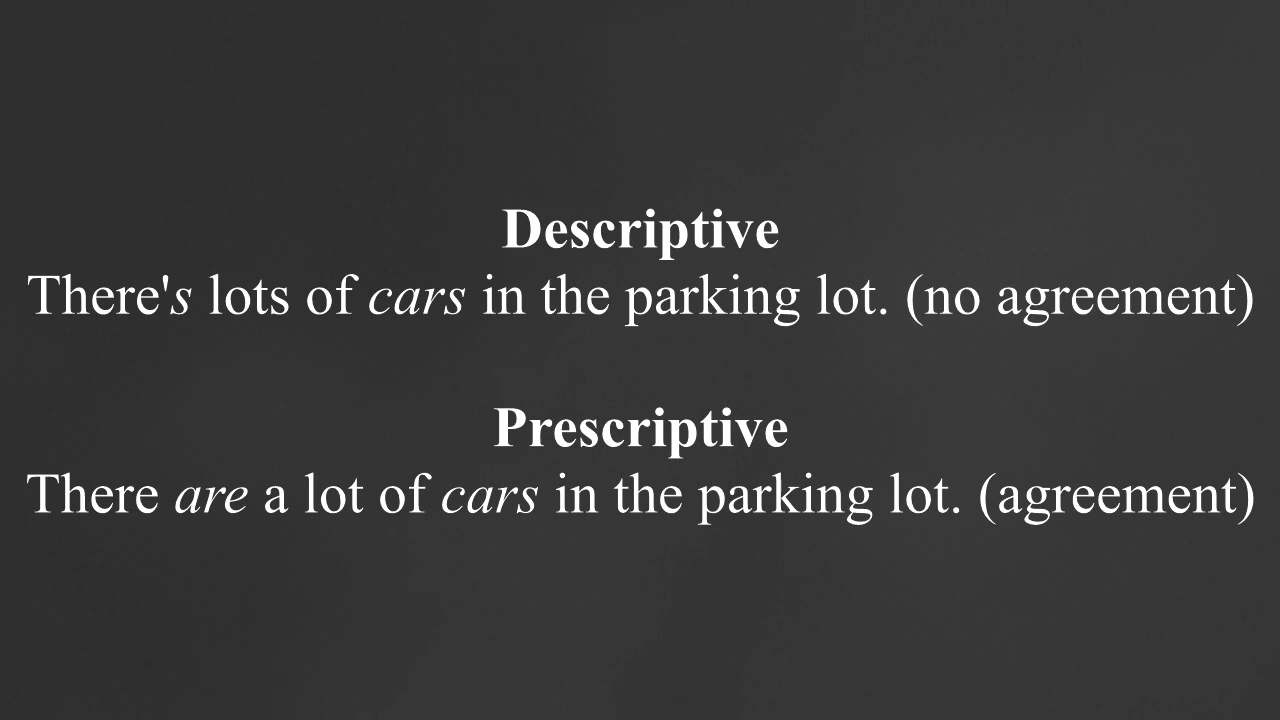 Descriptive
There's lots of cars in the parking lot. (no agreement)
Prescriptive
There are a lot of cars in the parking lot. (agreement)